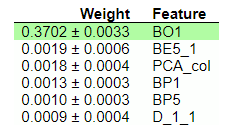 Weight Feature
0.3702 ± 0.0033 BO1
0.0019 ± 0.0006 BE5_1
0.0018 ± 0.0004 PCA_col
0.0013 ± 0.0003 BP1
0.0010 ± 0.0003 BP5
0.0009 ± 0.0004 D_1_1